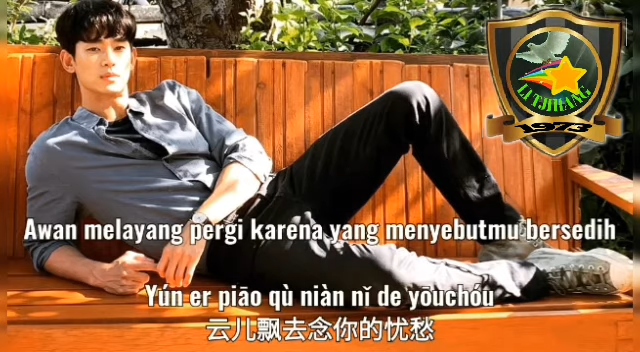 LITJHIANG
1973
Awan melayang pergi karena yang menyebutmu bersedih
Yún er piāo qù niàn nǐ de yōuchóu
云儿飘去念你的忧愁